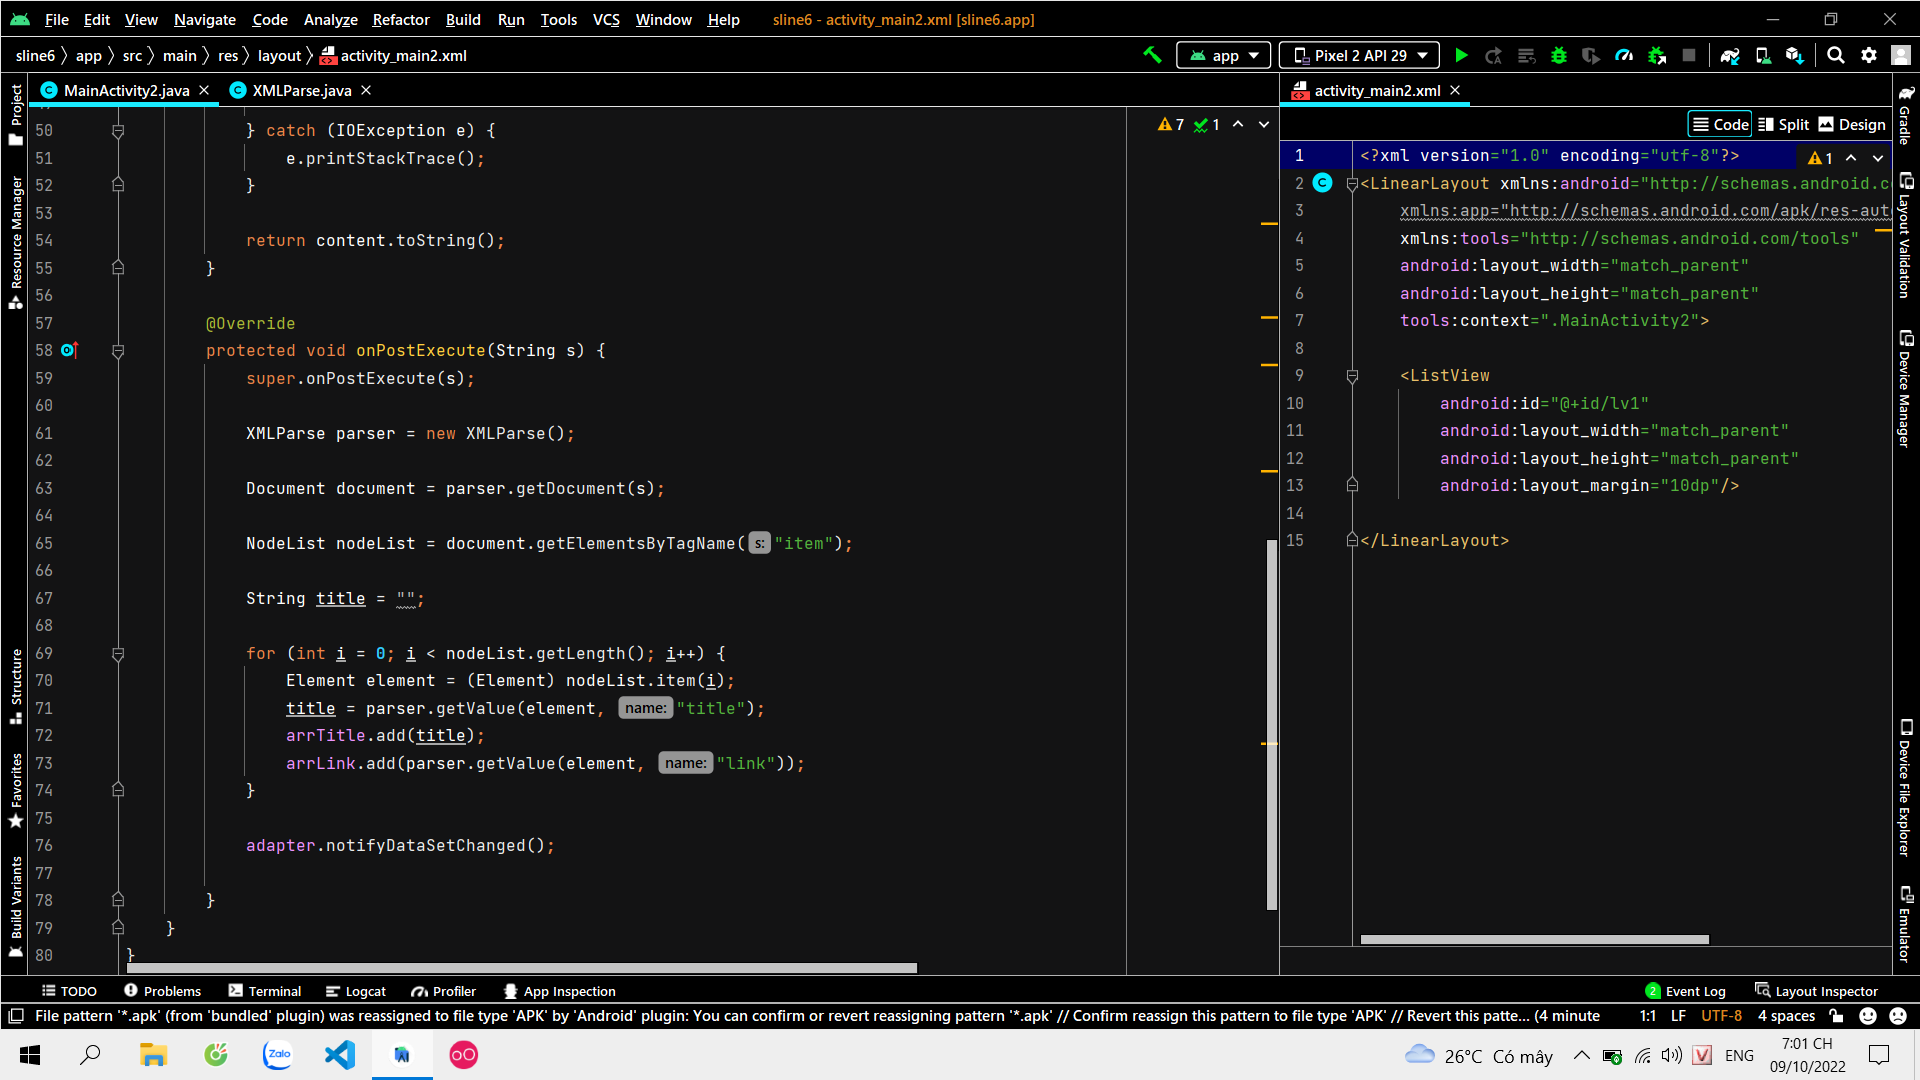 File Edit View Navigate Code Analyze Refactor Build Run Tools VCS Window Help sline6 - activity_main2.xml [sline6.app]
sline6 app src main res layout activity_main2.xml app Pixel 2 API 29
MainActivity2.java XMLParse.java
7 1
50 } catch (IOException e) {
51 e.printStackTrace();
52 }
53
54 return content.toString();
55 }
56
57 @Override
58 protected void onPostExecute(String s) {
59 super.onPostExecute(s);
60
61 XMLParse parser = new XMLParse();
62
63 Document document = parser.getDocument(s);
64
65 NodeList nodeList = document.getElementsByTagName( s: "item");
66
67 String title = "";
68
69 for (int i = 0; i < nodeList.getLength(); i++) {
70 Element element = (Element) nodeList.item(i);
71 title = parser.getValue(element, name: "title");
72 arrTitle.add(title);
73 arrLink.add(parser.getValue(element, name: "link"));
74 }
75
76 adapter.notifyDataSetChanged();
77
78 }
79 }
80 }
activity_main2.xml
Code Split Design
1
1 <?xml version="1.0" encoding="utf-8"?>
2 <LinearLayout xmlns:android="http://schemas.android.c
3 xmlns:app="http://schemas.android.com/apk/res-aut
4 xmlns:tools="http://schemas.android.com/tools"
5 android:layout_width="match_parent"
6 android:layout_height="match_parent"
7 tools:context=".MainActivity2">
8
9 <ListView
10 android:id="@+id/lv1"
11 android:layout_width="match_parent"
12 android:layout_height="match_parent"
13 android:layout_margin="10dp"/>
14
15 </LinearLayout>
Project
Resource Manager
Structure
Favorites
Build Variants
Gradle
Layout Validation
Device Manager
Device File Explorer
Emulator
TODO Problems Terminal Logcat Profiler App Inspection 2 Event Log Layout Inspector
File pattern '*.apk' (from 'bundled' plugin) was reassigned to file type 'APK' by 'Android' plugin: You can confirm or revert reassigning pattern '*.apk' // Confirm reassign this pattern to file type 'APK' // Revert this patte... (4 minute 1:1 LF UTF-8 4 spaces
Zalo 26°C Có mây V ENG 7:01 CH
09/10/2022